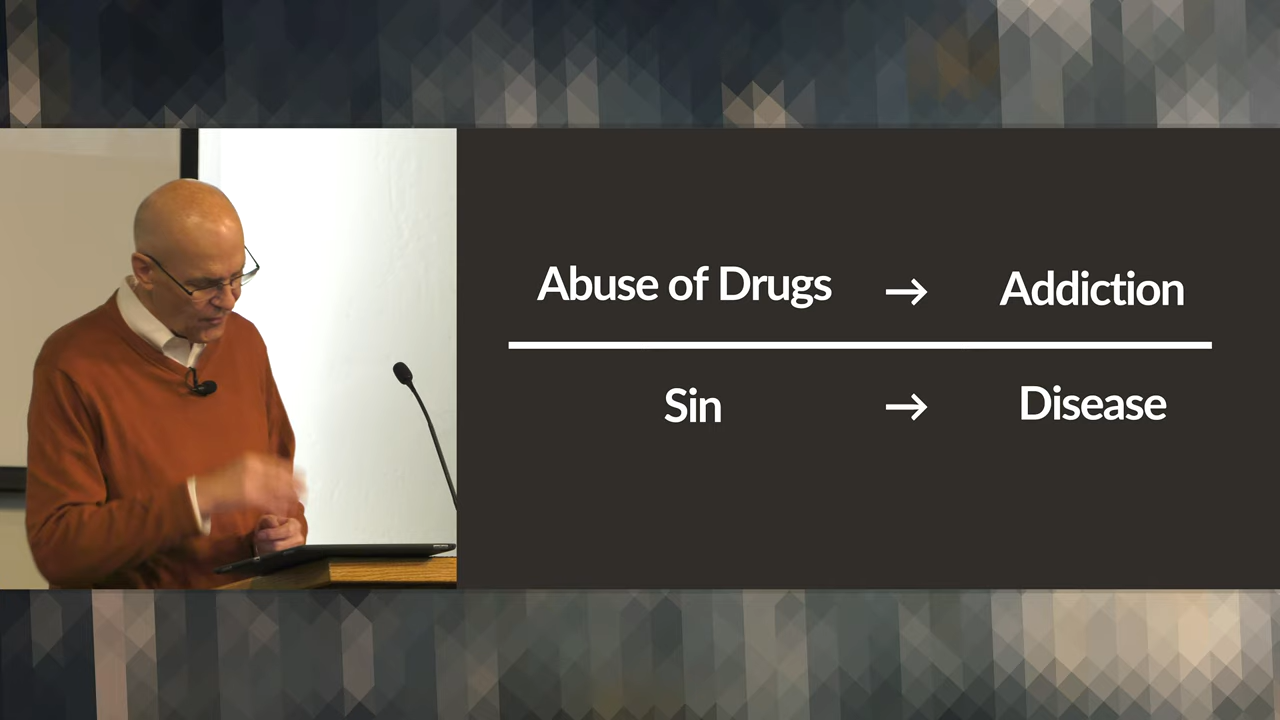 Abuse of Drugs → Addiction
Sin → Disease